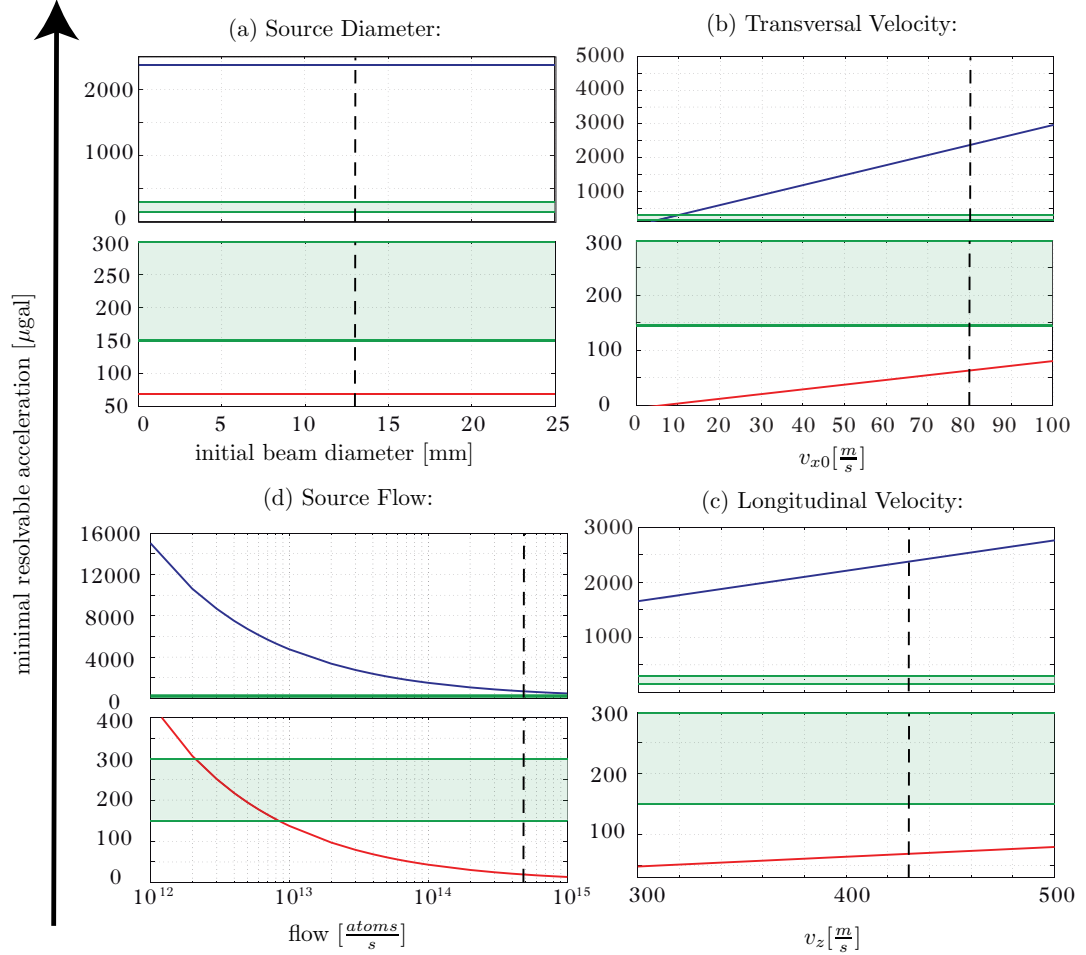 minimal resolvable acceleration [μgal]
(a) Source Diameter:
2000
1000
0
300
250
200
150
100
50
0 5 10 15 20 25
initial beam diameter [mm]
(b) Transversal Velocity:
5000
4000
3000
2000
1000
300
200
100
0
0 10 20 30 40 50 60 70 80 90 100
v_{x0}[\frac{m}{s}]
(d) Source Flow:
16000
12000
8000
4000
0
400
300
200
100
0
10^{12} 10^{13} 10^{14} 10^{15}
flow [\frac{atoms}{s}]
(c) Longitudinal Velocity:
3000
2000
1000
300
200
100
300 400 500
v_z[\frac{m}{s}]